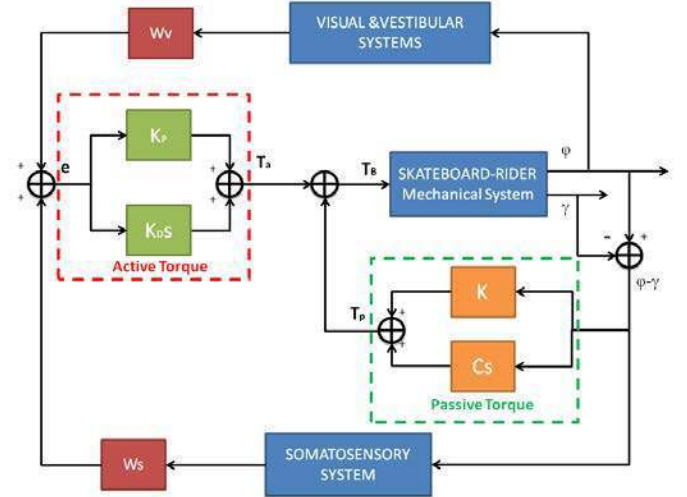 Wv
VISUAL &VESTIBULAR
SYSTEMS
φ
+
+
e
KP
+
+
Ta
TB
SKATEBOARD-RIDER
Mechanical System
γ
KDS
Active Torque
-
+
φ-γ
K
Tp
+
+
Cs
Passive Torque
Ws
SOMATOSENSORY
SYSTEM